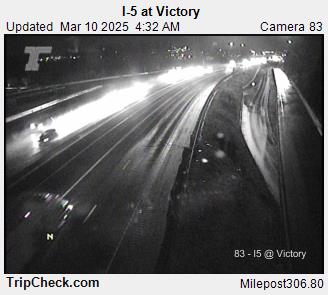 I-5 at Victory
Updated  Mar 10 2025  4:32 AM
Camera 83
T
N
83 - I5 @ Victory
TripCheck.com
Milepost306.80